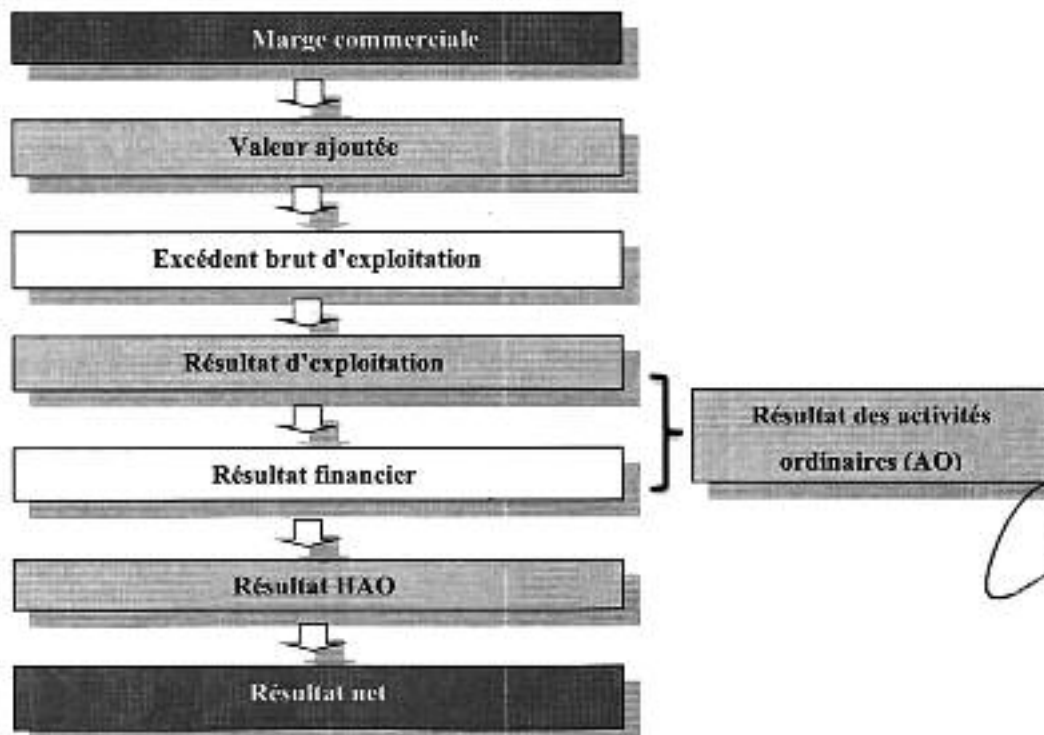 Marge commerciale
Valeur ajoutée
Excédent brut d'exploitation
Résultat d'exploitation
Résultat des activités
ordinaires (AO)
Résultat financier
Résultat HAO
Résultat net